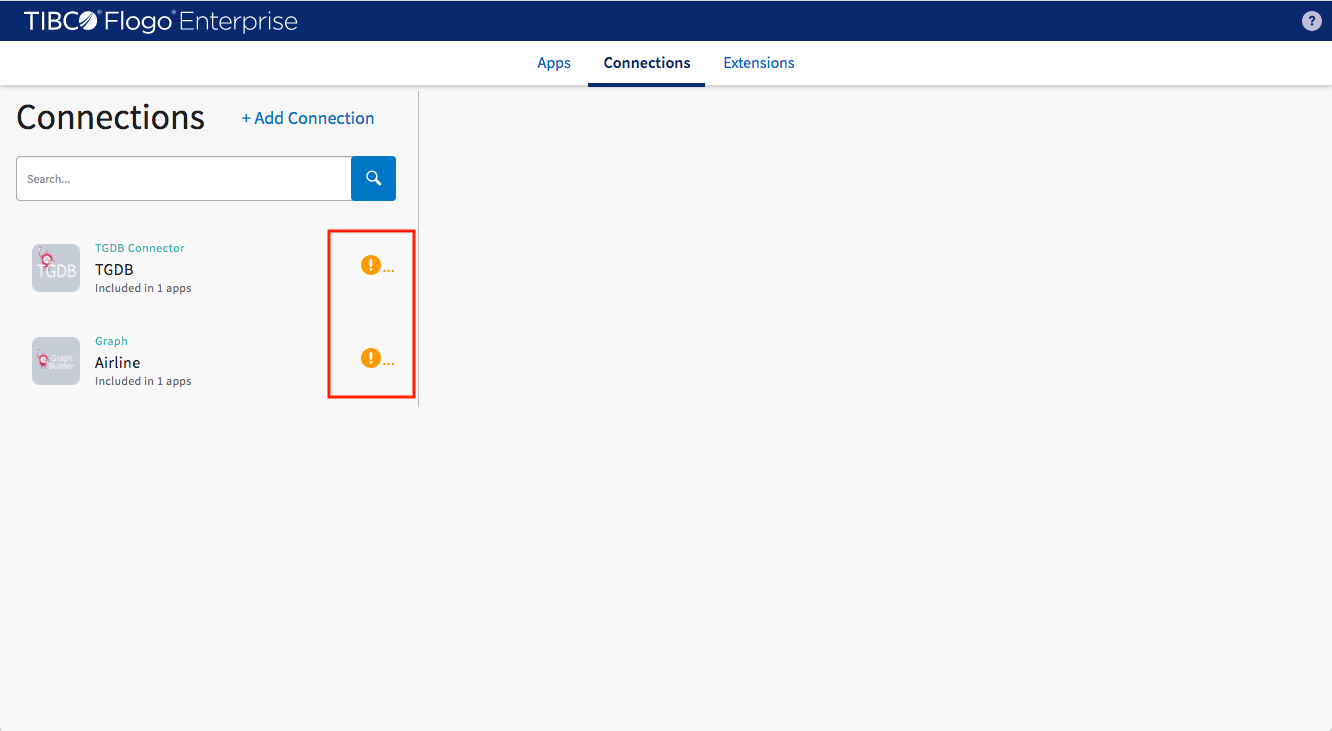 TIBCO® Flogo® Enterprise
?
Apps Connections Extensions
Connections + Add Connection
Search...
TGDB
TGDB Connector
TGDB
Included in 1 apps
! ...
Graph
Builder
Graph
Airline
Included in 1 apps
! ...